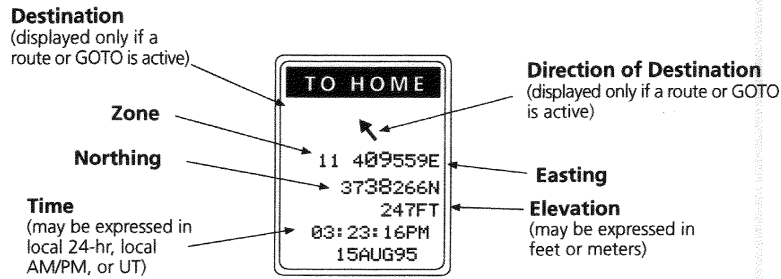 Destination
(displayed only if a
route or GOTO is active)
Zone
Northing
Time
(may be expressed in
local 24-hr, local
AM/PM, or UT)
TO HOME
11 409559E
3738266N
247FT
03:23:16PM
15AUG95
Direction of Destination
(displayed only if a route or GOTO
is active)
Easting
Elevation
(may be expressed in
feet or meters)